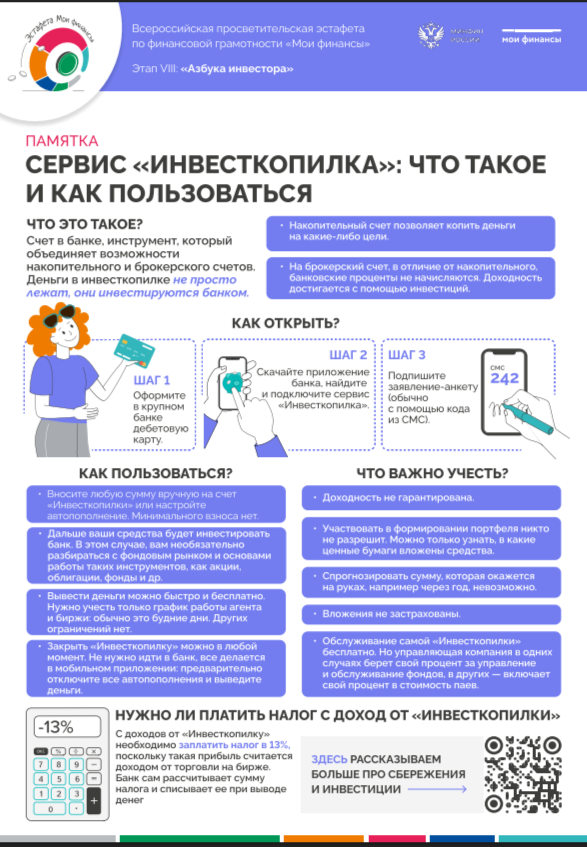 Эстафета Мои финансы
Всероссийская просветительская эстафета
по финансовой грамотности «Мои финансы»
Этап VIII: «Азбука инвестора»
МИНФИН
РОССИИ
МОИ ФИНАНСЫ
ПАМЯТКА
СЕРВИС «ИНВЕСТКОПИЛКА»: ЧТО ТАКОЕ
И КАК ПОЛЬЗОВАТЬСЯ
ЧТО ЭТО ТАКОЕ?
Счет в банке, инструмент, который
объединяет возможности
накопительного и брокерского счетов.
Деньги в инвесткопилке не просто
лежат, они инвестируются банком.
• Накопительный счет позволяет копить деньги
на какие-либо цели.
• На брокерский счет, в отличие от накопительного,
банковские проценты не начисляются. Доходность
достигается с помощью инвестиций.
КАК ОТКРЫТЬ?
ШАГ 1
Оформите
в крупном
банке
дебетовую
карту.
ШАГ 2
Скачайте приложение
банка, найдите
и подключите сервис
«Инвесткопилка».
ШАГ 3
Подпишите
заявление-анкету
(обычно
с помощью кода
из СМС).
СМС
242
КАК ПОЛЬЗОВАТЬСЯ?
• Вносите любую сумму вручную на счет
«Инвесткопилки» или настройте
автопополнение. Минимального взноса нет.
• Дальше ваши средства будет инвестировать
банк. В этом случае, вам необязательно
разбираться с фондовым рынком и основами
работы таких инструментов, как акции,
облигации, фонды и др.
• Вывести деньги можно быстро и бесплатно.
Нужно учесть только график работы агента
и биржи: обычно это будние дни. Других
ограничений нет.
• Закрыть «Инвесткопилку» можно в любой
момент. Не нужно идти в банк, все делается
в мобильном приложении: предварительно
отключите все автопополнения и выведите
деньги.
ЧТО ВАЖНО УЧЕСТЬ?
• Доходность не гарантирована.
• Участвовать в формировании портфеля никто
не разрешит. Можно только узнать, в какие
ценные бумаги вложены средства.
• Спрогнозировать сумму, которая окажется
на руках, например через год, невозможно.
• Вложения не застрахованы.
• Обслуживание самой «Инвесткопилки»
бесплатно. Но управляющая компания в одних
случаях берет свой процент за управление
и обслуживание фондов, в других — включает
свой процент в стоимость паев.
-13%
% ÷ ×
7 8 9 −
4 5 6 =
1 2 3 +
0 .
НУЖНО ЛИ ПЛАТИТЬ НАЛОГ С ДОХОД ОТ «ИНВЕСТКОПИЛКИ»
С доходов от «Инвесткопилку»
необходимо заплатить налог в 13%,
поскольку такая прибыль считается
доходом от торговли на бирже.
Банк сам рассчитывает сумму
налога и списывает ее при выводе
денег
ЗДЕСЬ РАССКАЗЫВАЕМ
БОЛЬШЕ ПРО СБЕРЕЖЕНИЯ
И ИНВЕСТИЦИИ